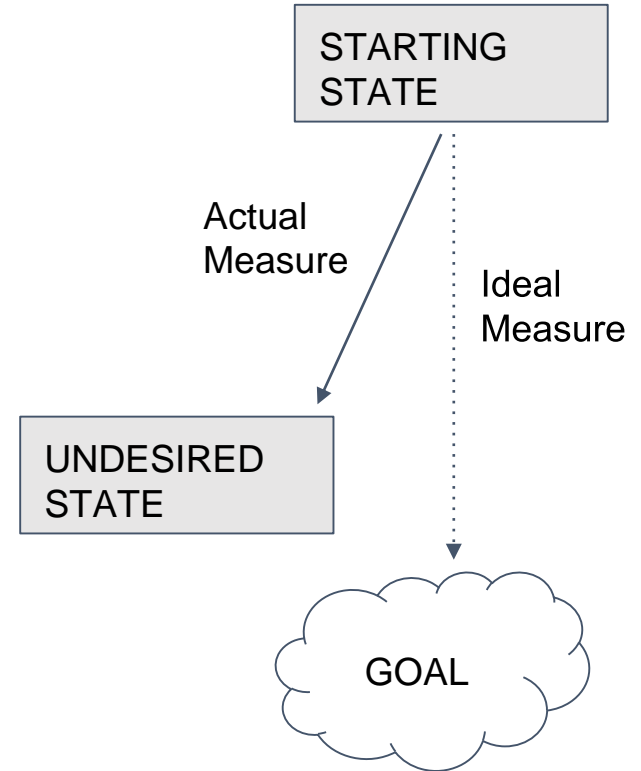 STARTING
STATE
Actual
Measure
Ideal
Measure
UNDESIRED
STATE
GOAL